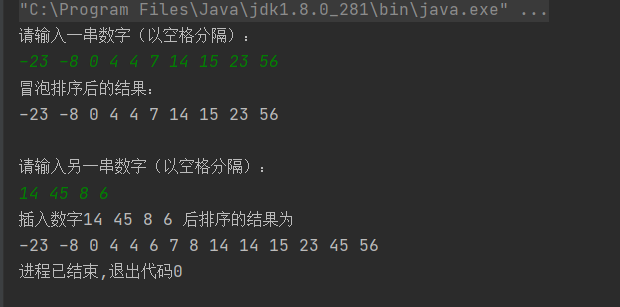 "C:\Program Files\Java\jdk1.8.0_281\bin\java.exe" ...
请输入一串数字（以空格分隔）：
-23 -8 0 4 4 7 14 15 23 56
冒泡排序后的结果：
-23 -8 0 4 4 7 14 15 23 56
请输入另一串数字（以空格分隔）：
14 45 8 6
插入数字14 45 8 6 后排序的结果为
-23 -8 0 4 4 6 7 8 14 14 15 23 45 56
进程已结束,退出代码0